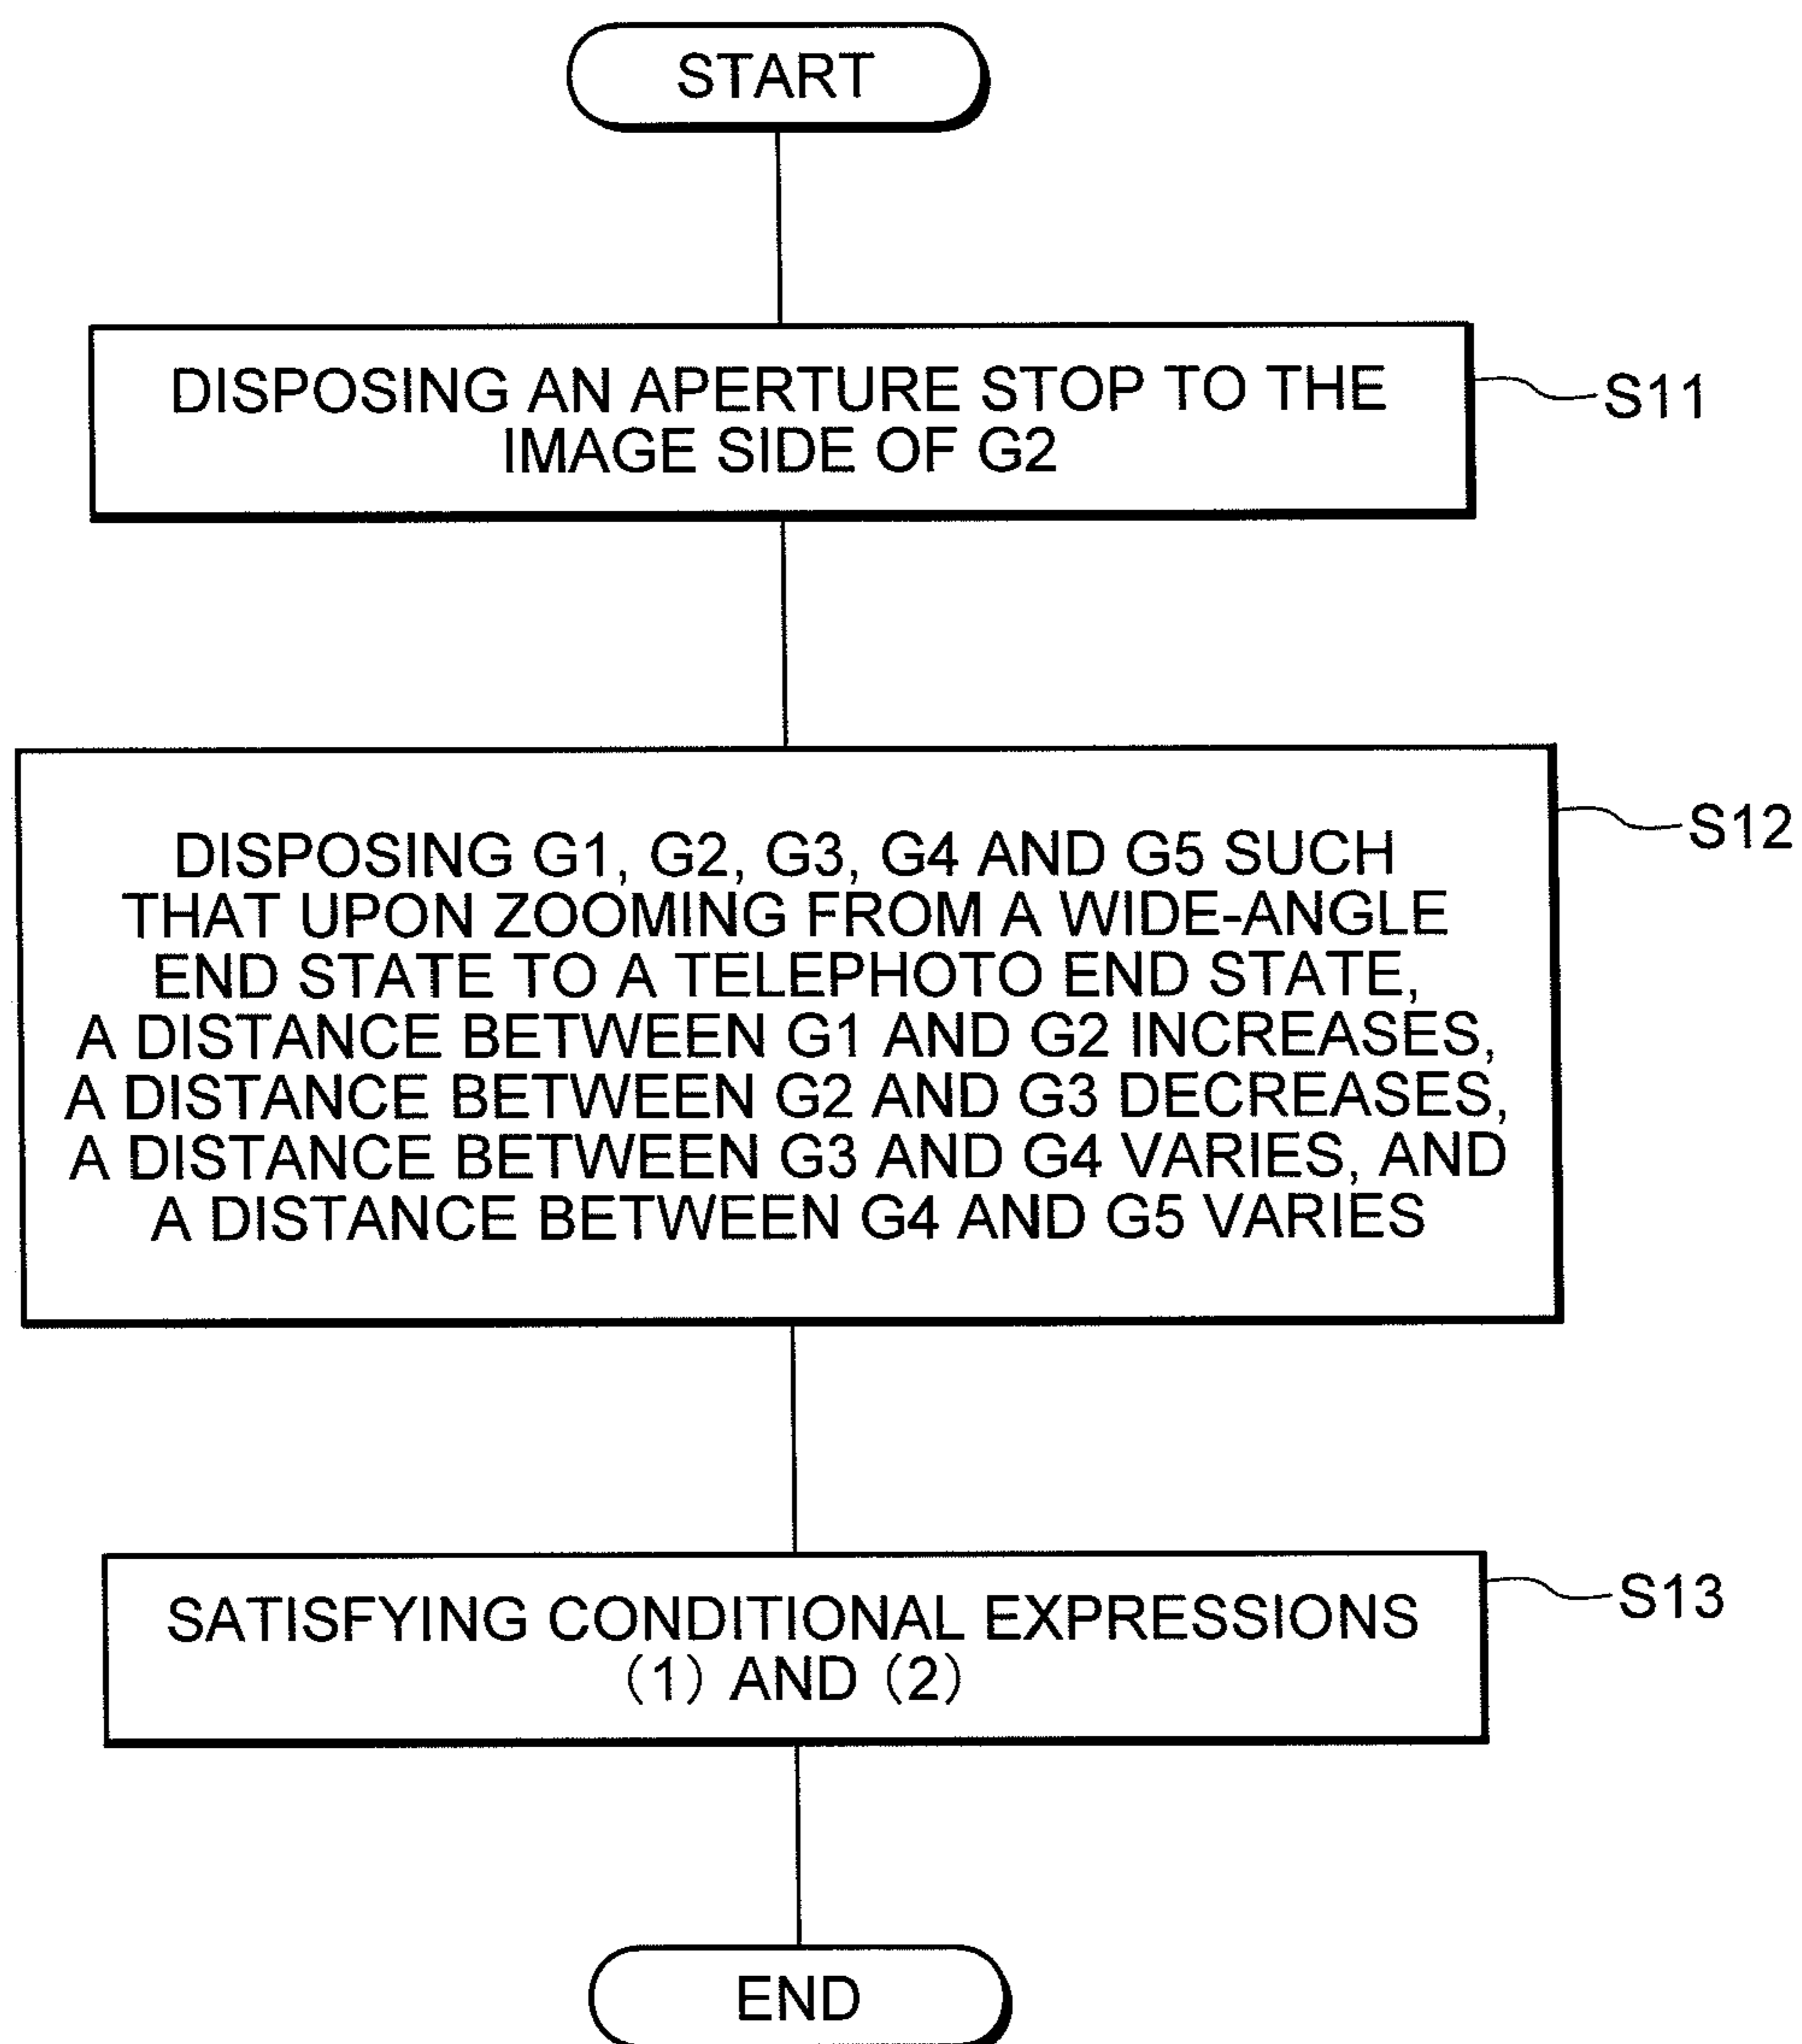 START
DISPOSING AN APERTURE STOP TO THE
IMAGE SIDE OF G2
S11
DISPOSING G1, G2, G3, G4 AND G5 SUCH
THAT UPON ZOOMING FROM A WIDE-ANGLE
END STATE TO A TELEPHOTO END STATE,
A DISTANCE BETWEEN G1 AND G2 INCREASES,
A DISTANCE BETWEEN G2 AND G3 DECREASES,
A DISTANCE BETWEEN G3 AND G4 VARIES, AND
A DISTANCE BETWEEN G4 AND G5 VARIES
S12
SATISFYING CONDITIONAL EXPRESSIONS
(1) AND (2)
S13
END